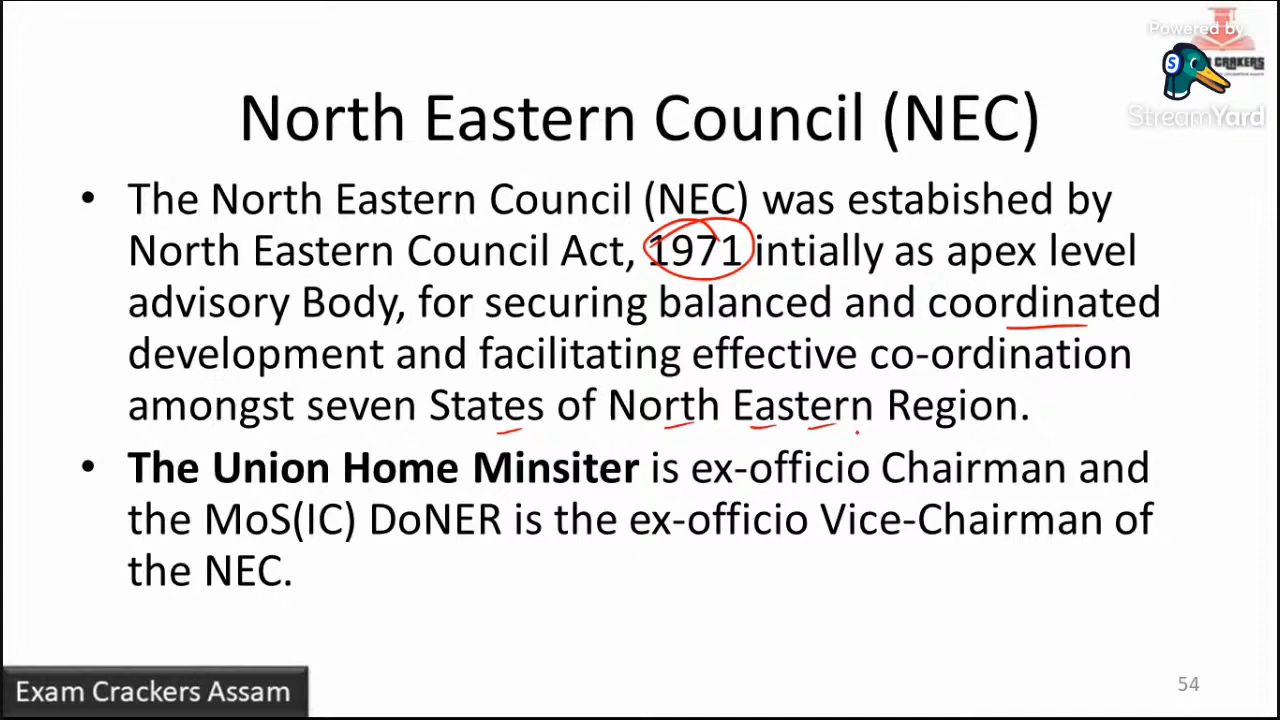 Powered by
CRAKERS
StreamYard
North Eastern Council (NEC)
• The North Eastern Council (NEC) was estabished by
North Eastern Council Act, 1971 intially as apex level
advisory Body, for securing balanced and coordinated
development and facilitating effective co-ordination
amongst seven States of North Eastern Region.
• The Union Home Minsiter is ex-officio Chairman and
the MoS(IC) DoNER is the ex-officio Vice-Chairman of
the NEC.
Exam Crackers Assam
54